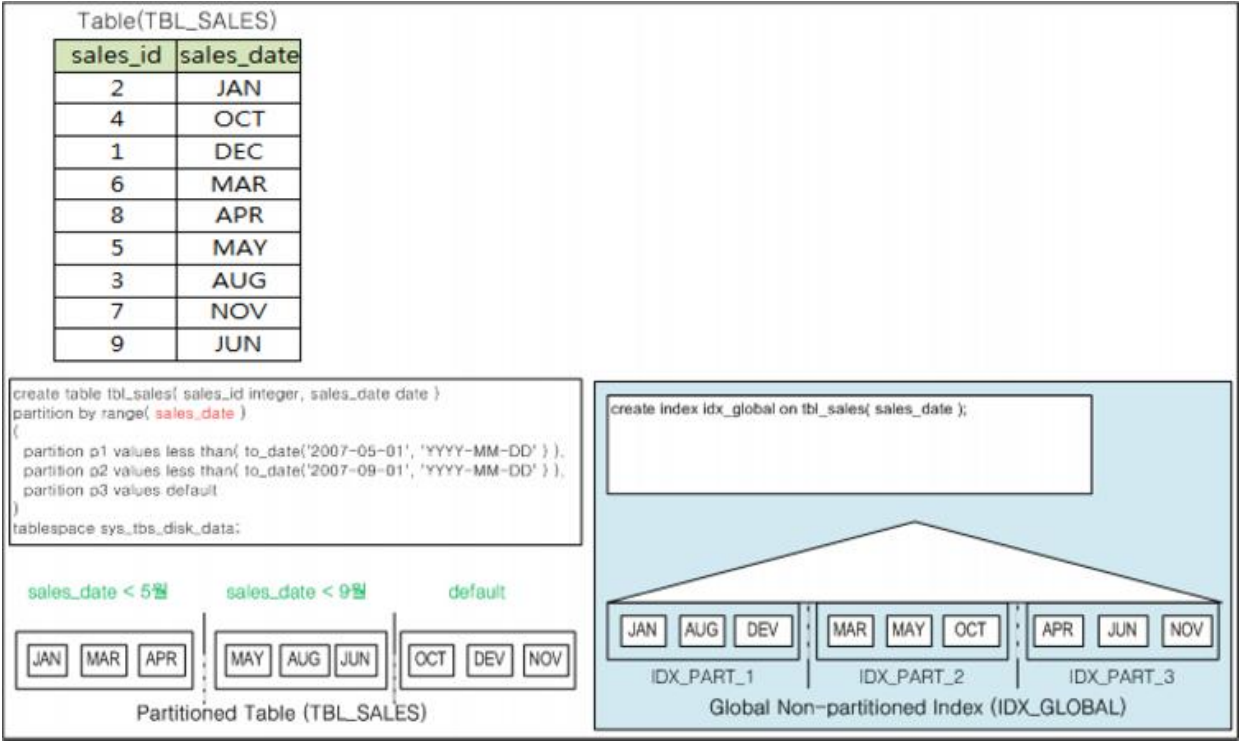 Table(TBL_SALES)
sales_id sales_date
2 JAN
4 OCT
1 DEC
6 MAR
8 APR
5 MAY
3 AUG
7 NOV
9 JUN
create table tbl_sales( sales_id integer, sales_date date )
partition by range( sales_date )
(
partition p1 values less than( to_date('2007-05-01', 'YYYY-MM-DD' ) ),
partition p2 values less than( to_date('2007-09-01', 'YYYY-MM-DD' ) ),
partition p3 values default
)
tablespace sys_tbs_disk_data;
sales_date < 5월 sales_date < 9월 default
JAN MAR APR MAY AUG JUN OCT DEV NOV
Partitioned Table (TBL_SALES)
create index idx_global on tbl_sales( sales_date );
JAN AUG DEV MAR MAY OCT APR JUN NOV
IDX_PART_1 IDX_PART_2 IDX_PART_3
Global Non-partitioned Index (IDX_GLOBAL)